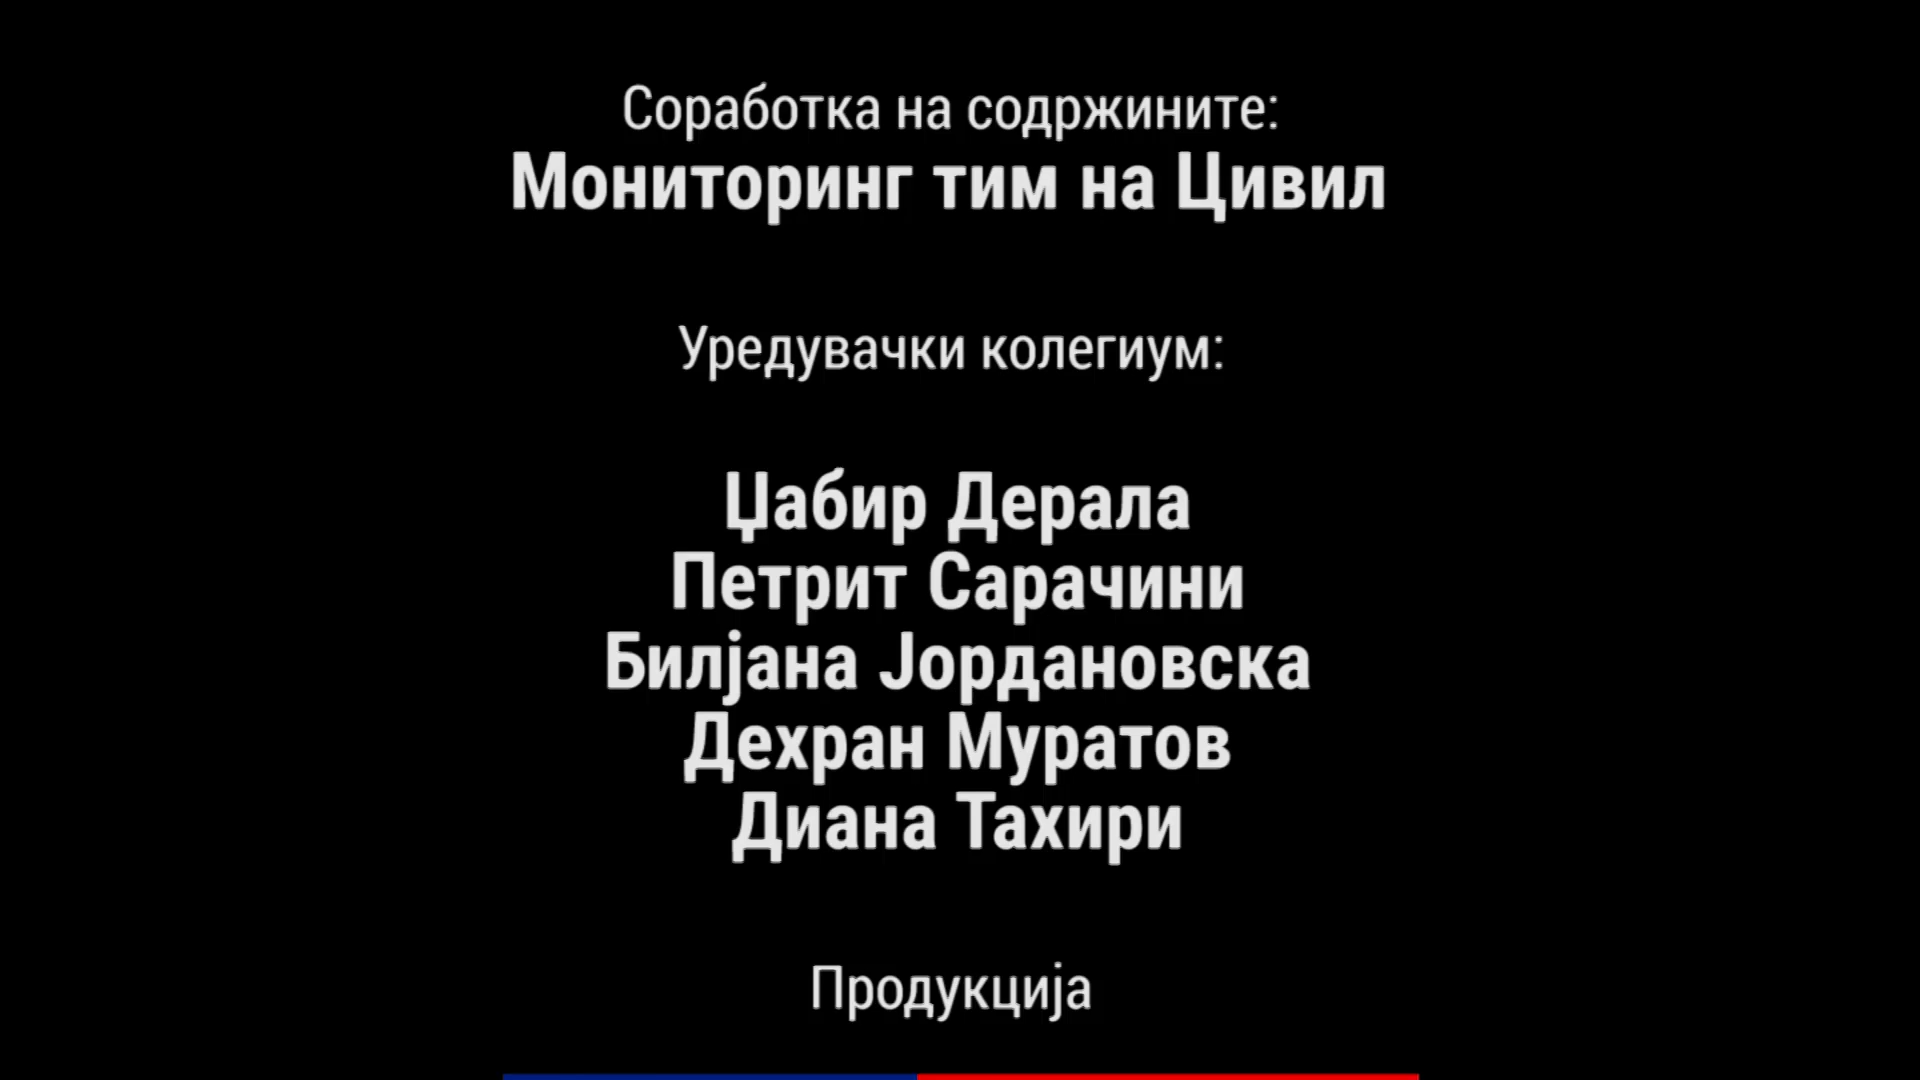 Соработка на содржините:
Мониторинг тим на Цивил
Уредувачки колегиум:
Џабир Дерала
Петрит Сарачини
Билјана Јордановска
Дехран Муратов
Диана Тахири
Продукција